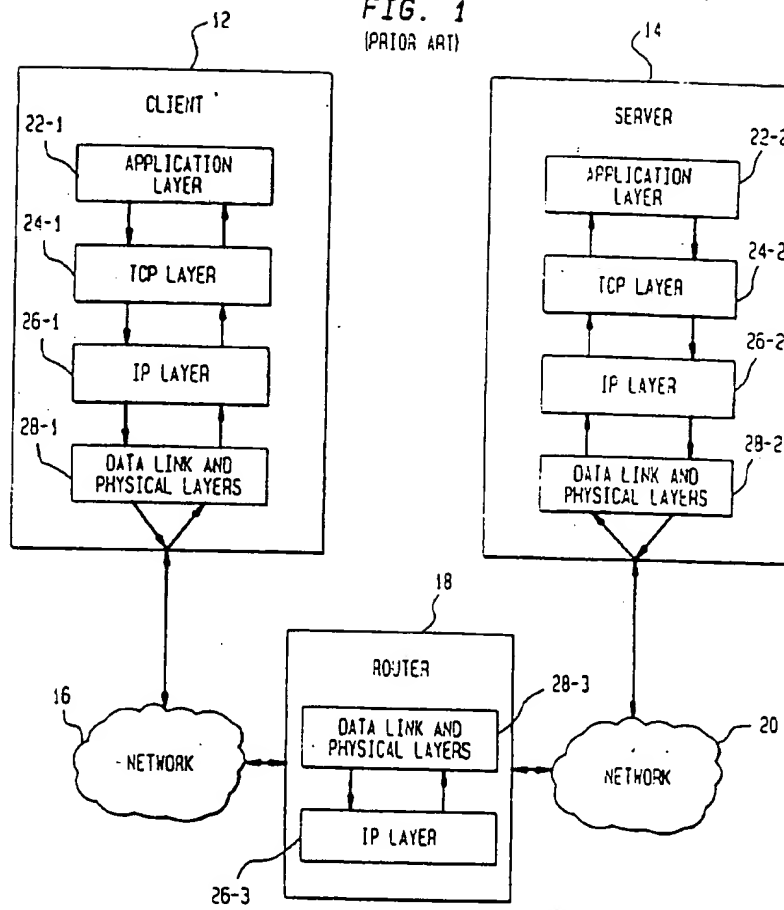 FIG. 1
(PRIOR ART)
12
CLIENT
22-1
APPLICATION
LAYER
24-1
TCP LAYER
26-1
IP LAYER
28-1
DATA LINK AND
PHYSICAL LAYERS
14
SERVER
22-2
APPLICATION
LAYER
24-2
TCP LAYER
26-2
IP LAYER
28-2
DATA LINK AND
PHYSICAL LAYERS
16
NETWORK
18
ROUTER
28-3
DATA LINK AND
PHYSICAL LAYERS
IP LAYER
26-3
20
NETWORK